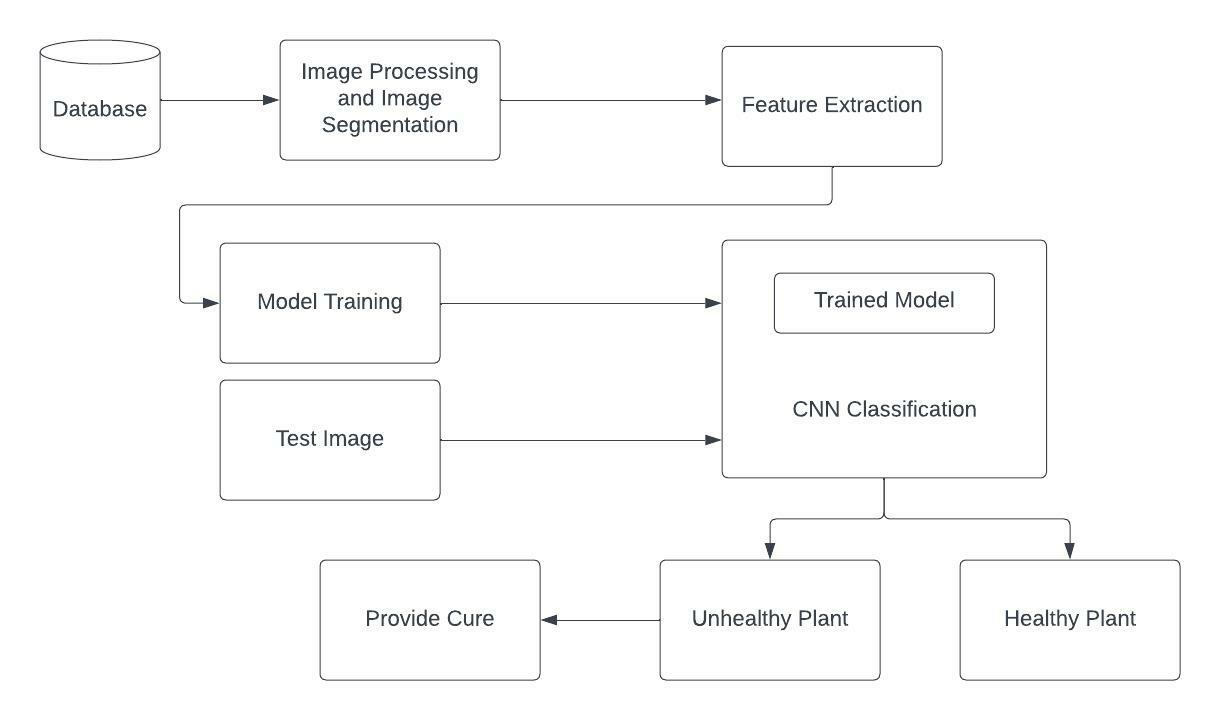 Database
Image Processing
and Image
Segmentation
Feature Extraction
Model Training
Trained Model
CNN Classification
Test Image
Provide Cure
Unhealthy Plant
Healthy Plant